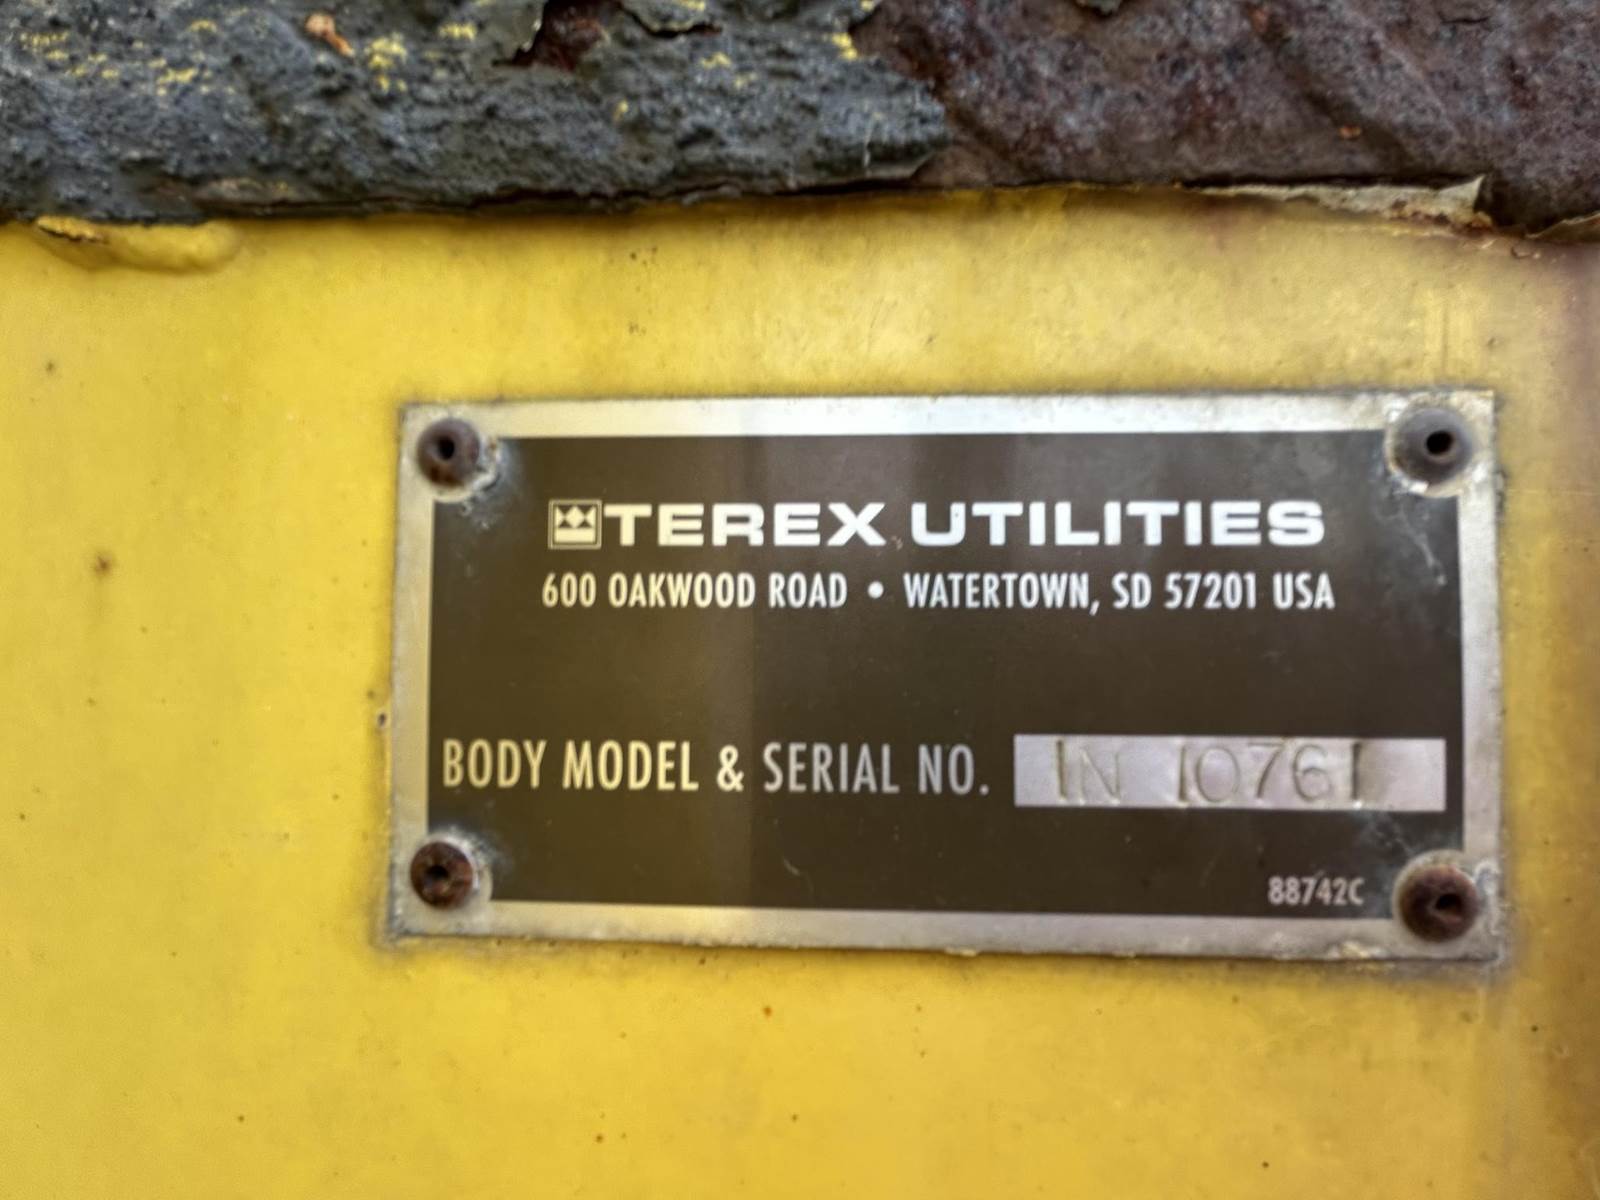 TEREX UTILITIES
600 OAKWOOD ROAD • WATERTOWN, SD 57201 USA
BODY MODEL & SERIAL NO. IN 10761
88742C